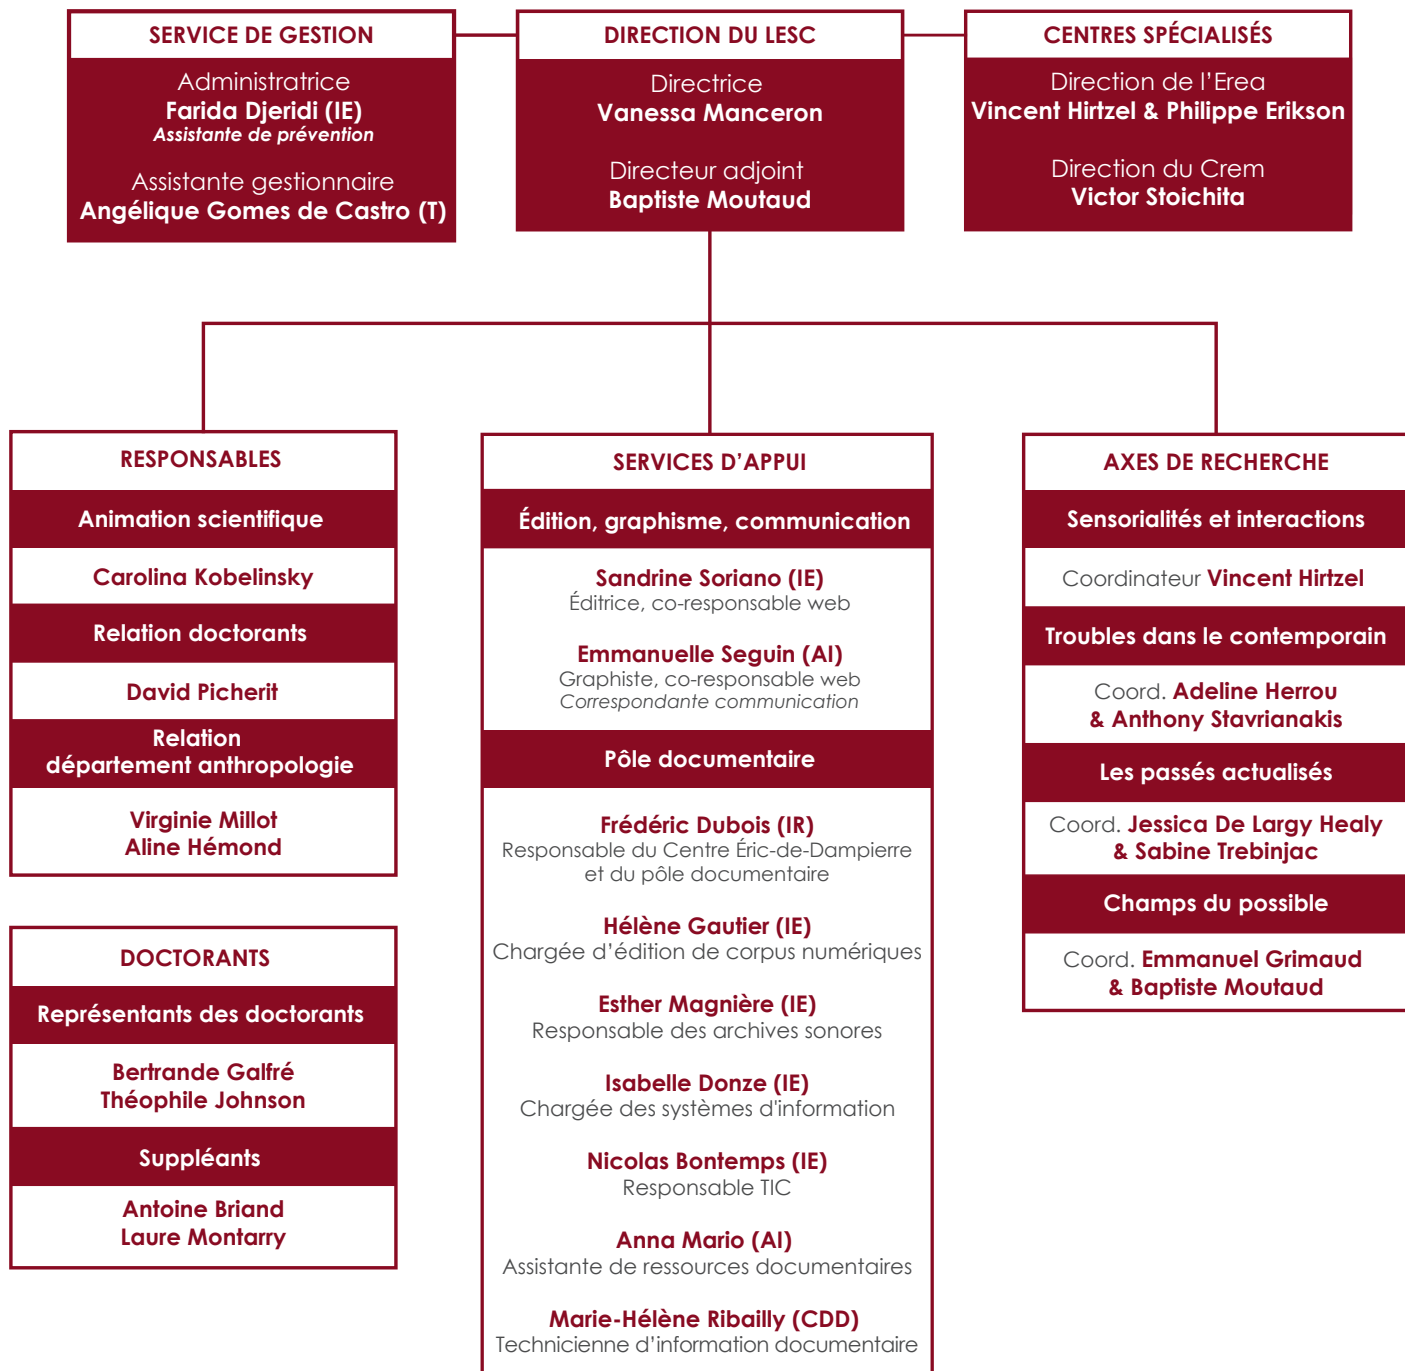 SERVICE DE GESTION
Administratrice
Farida Djeridi (IE)
Assistante de prévention
Assistante gestionnaire
Angélique Gomes de Castro (T)
DIRECTION DU LESC
Directrice
Vanessa Manceron
Directeur adjoint
Baptiste Moutaud
CENTRES SPÉCIALISÉS
Direction de l’Erea
Vincent Hirtzel & Philippe Erikson
Direction du Crem
Victor Stoichita
RESPONSABLES
Animation scientifique
Carolina Kobelinsky
Relation doctorants
David Picherit
Relation
département anthropologie
Virginie Millot
Aline Hémond
DOCTORANTS
Représentants des doctorants
Bertrande Galfré
Théophile Johnson
Suppléants
Antoine Briand
Laure Montarry
SERVICES D’APPUI
Édition, graphisme, communication
Sandrine Soriano (IE)
Éditrice, co-responsable web
Emmanuelle Seguin (AI)
Graphiste, co-responsable web
Correspondante communication
Pôle documentaire
Frédéric Dubois (IR)
Responsable du Centre Éric-de-Dampierre
et du pôle documentaire
Hélène Gautier (IE)
Chargée d’édition de corpus numériques
Esther Magnière (IE)
Responsable des archives sonores
Isabelle Donze (IE)
Chargée des systèmes d'information
Nicolas Bontemps (IE)
Responsable TIC
Anna Mario (AI)
Assistante de ressources documentaires
Marie-Hélène Ribailly (CDD)
Technicienne d’information documentaire
AXES DE RECHERCHE
Sensorialités et interactions
Coordinateur Vincent Hirtzel
Troubles dans le contemporain
Coord. Adeline Herrou
& Anthony Stavrianakis
Les passés actualisés
Coord. Jessica De Largy Healy
& Sabine Trebinjac
Champs du possible
Coord. Emmanuel Grimaud
& Baptiste Moutaud